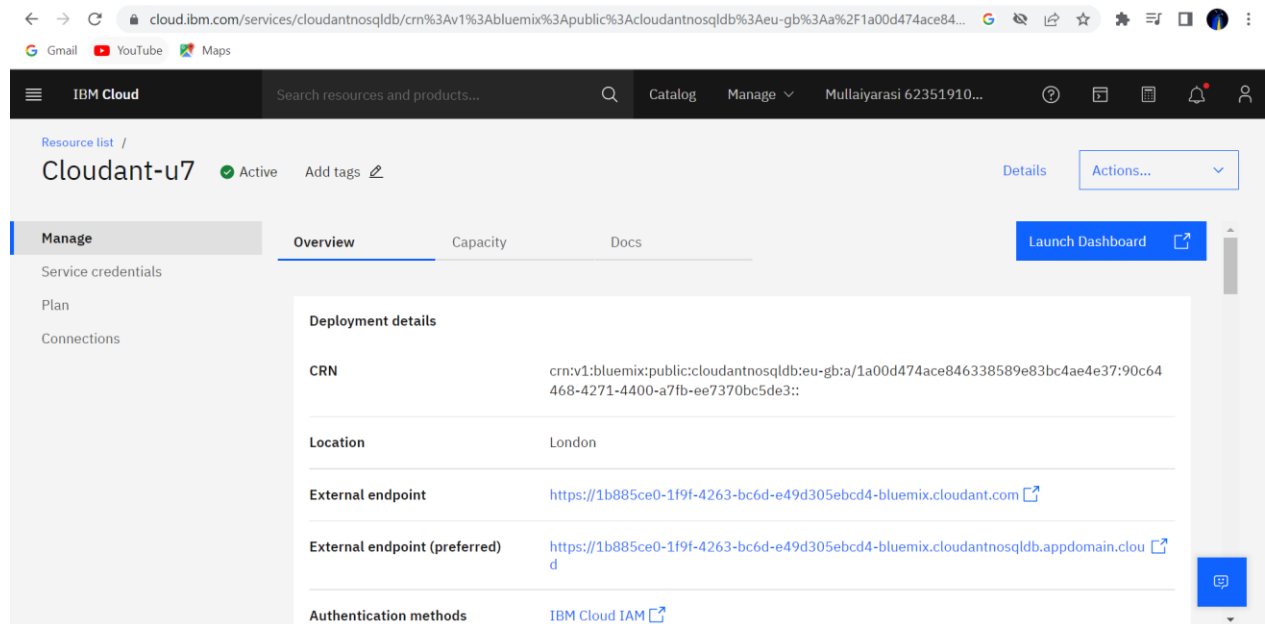 cloud.ibm.com/services/cloudantnosqldb/crn%3Av1%3Abluemix%3Apublic%3Acloudantnosqldb%3Aeu-gb%3Aa%2F1a00d474ace84...
Gmail YouTube Maps
IBM Cloud Search resources and products... Catalog Manage Mullaiyarasi 62351910...
Resource list /
Cloudant-u7 Active Add tags Details Actions...
Manage Overview Capacity Docs Launch Dashboard
Service credentials
Plan
Connections
Deployment details
CRN crn:v1:bluemix:public:cloudantnosqldb:eu-gb:a/1a00d474ace846338589e83bc4ae4e37:90c64
468-4271-4400-a7fb-ee7370bc5de3::
Location London
External endpoint https://1b885ce0-1f9f-4263-bc6d-e49d305ebcd4-bluemix.cloudant.com
External endpoint (preferred) https://1b885ce0-1f9f-4263-bc6d-e49d305ebcd4-bluemix.cloudantnosqldb.appdomain.clou
d
Authentication methods IBM Cloud IAM